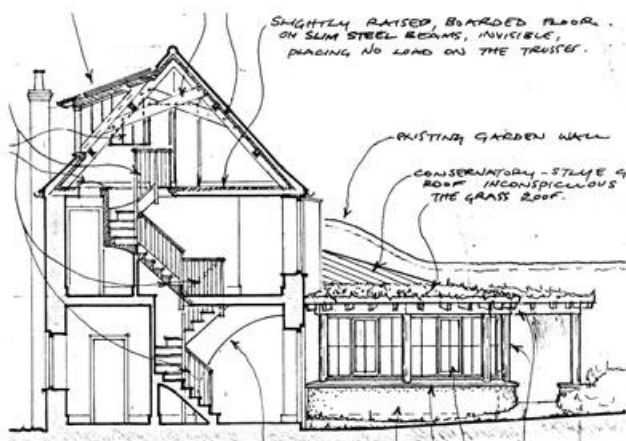 SLIGHTLY RAISED, BOARDED FLOOR.
ON SLIM STEEL BEAMS, INVISIBLE,
PLACING NO LOAD ON THE TRUSSES.
EXISTING GARDEN WALL
CONSERVATORY-STLYE G
ROOF INCONSPICUOUS
THE GRASS ROOF.